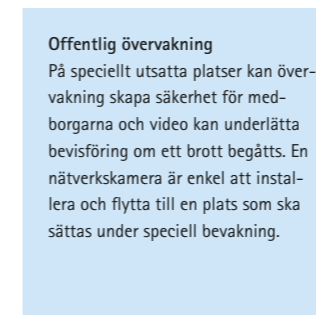 Offentlig övervakning
På speciellt utsatta platser kan över-
vakning skapa säkerhet för med-
borgarna och video kan underlätta
bevisföring om ett brott begåtts. En
nätverkskamera är enkel att instal-
lera och flytta till en plats som ska
sättas under speciell bevakning.